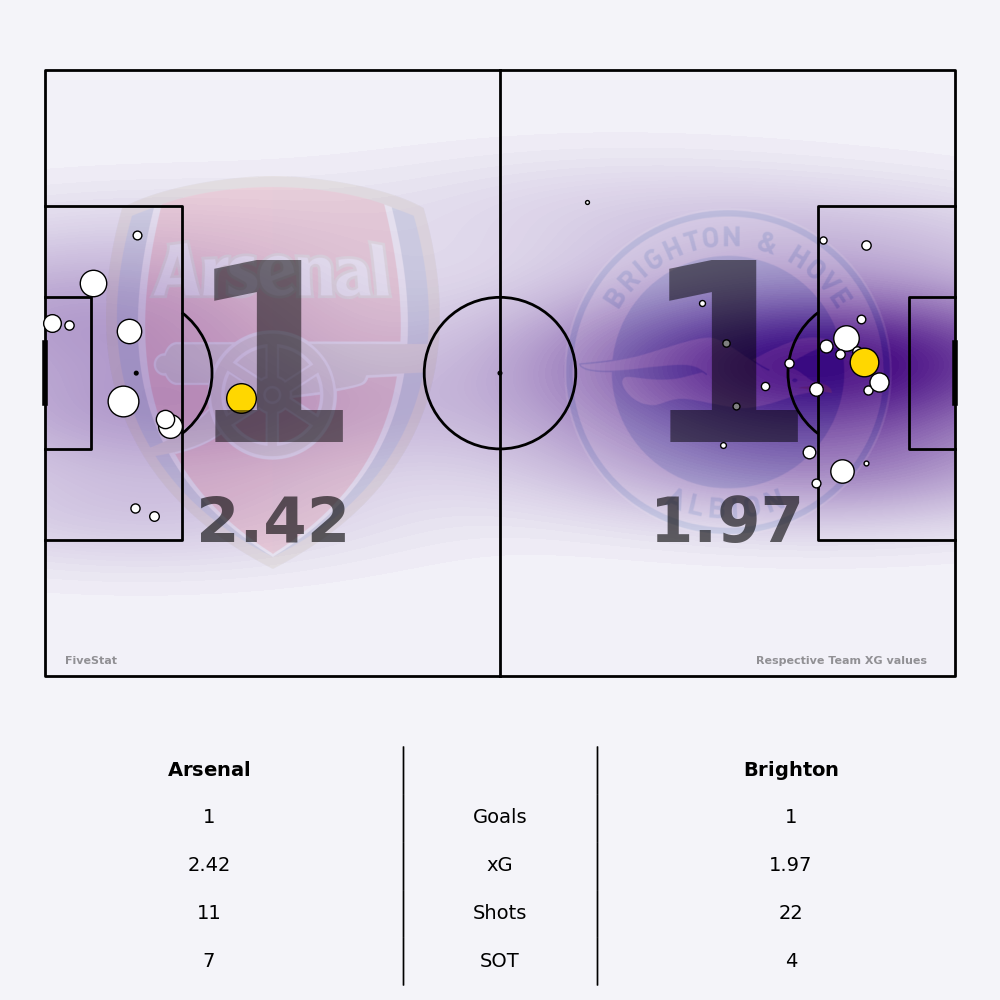 Arsenal
BRIGHTON & HOVE
ALBION
1 1
2.42 1.97
FiveStat Respective Team XG values
Arsenal Brighton
1 Goals 1
2.42 xG 1.97
11 Shots 22
7 SOT 4